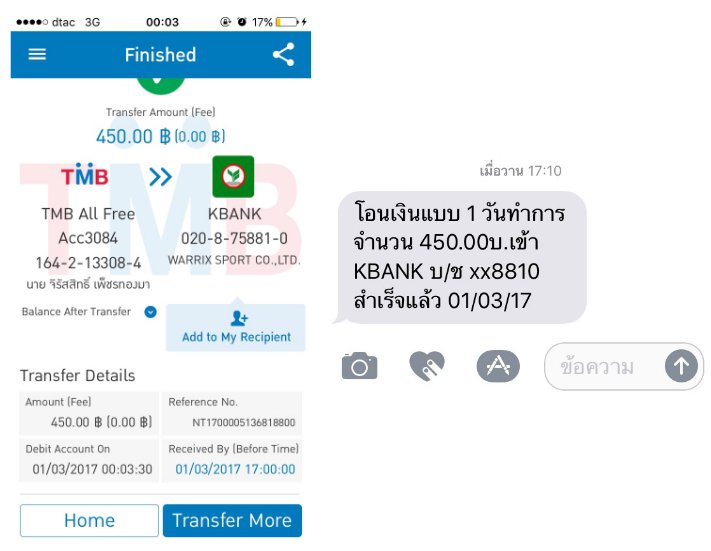 dtac 3G 00:03 17%
Finished
Transfer Amount (Fee)
450.00 ฿ (0.00 ฿)
TMB
TMB
TMB All Free
Acc3084
164-2-13308-4
นาย จิรัสสิทธิ์ เพ็ชรทองมา
KBANK
020-8-75881-0
WARRIX SPORT CO.,LTD.
Balance After Transfer
Add to My Recipient
Transfer Details
Amount (Fee)
450.00 ฿ (0.00 ฿)
Reference No.
NT1700005136818800
Debit Account On
01/03/2017 00:03:30
Received By (Before Time)
01/03/2017 17:00:00
Home
Transfer More
เมื่อวาน 17:10
โอนเงินแบบ 1 วันทำการ
จำนวน 450.00บ.เข้า
KBANK บ/ช xx8810
สำเร็จแล้ว 01/03/17
ข้อความ